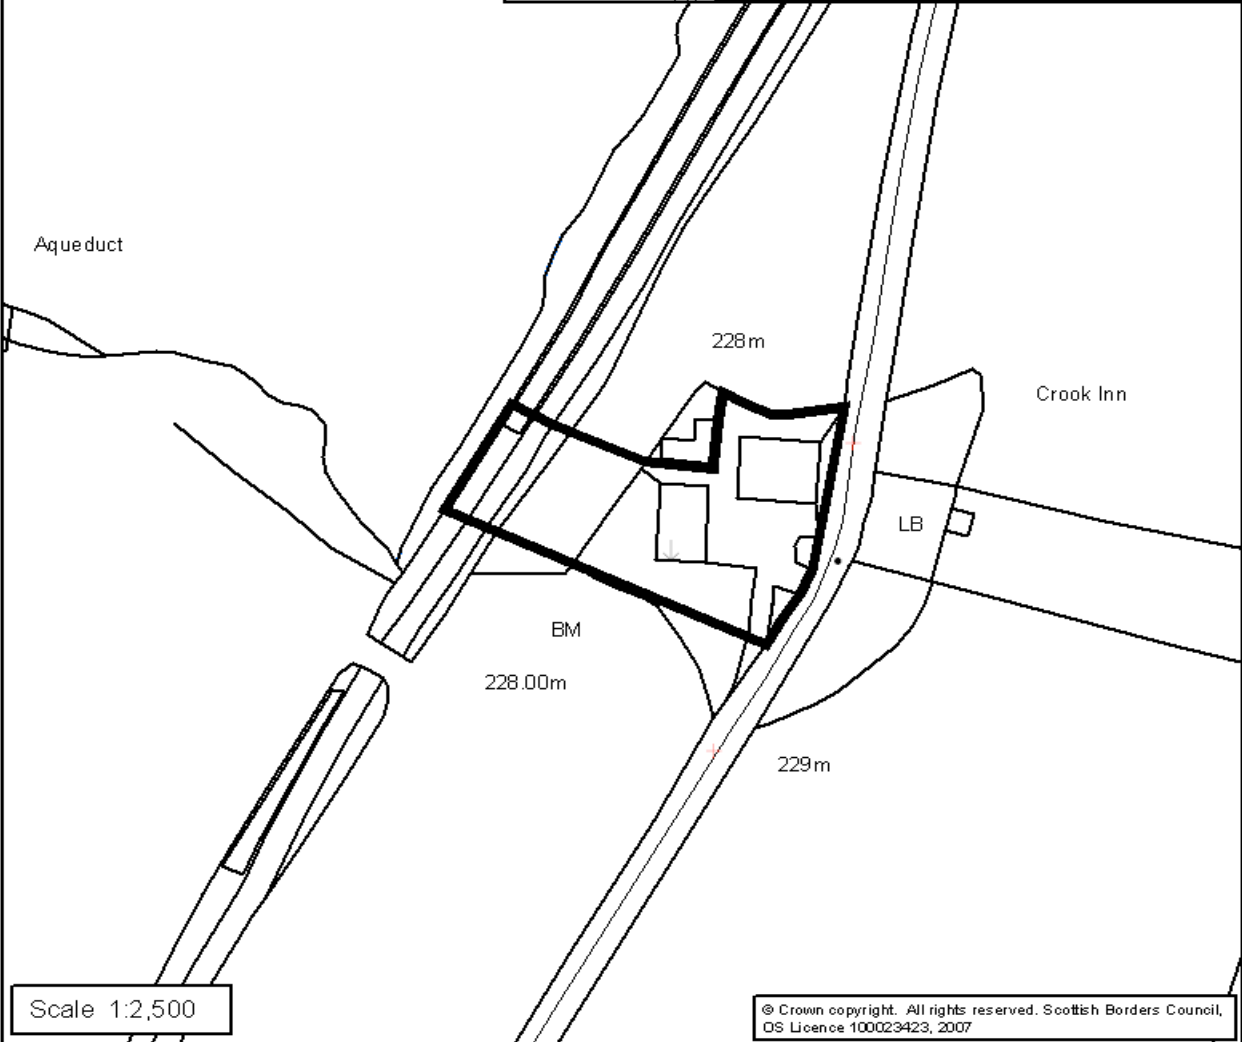 Aqueduct
228m
Crook Inn
LB
BM
228.00m
229m
Scale 1:2,500
© Crown copyright. All rights reserved. Scottish Borders Council,
OS Licence 100023423, 2007